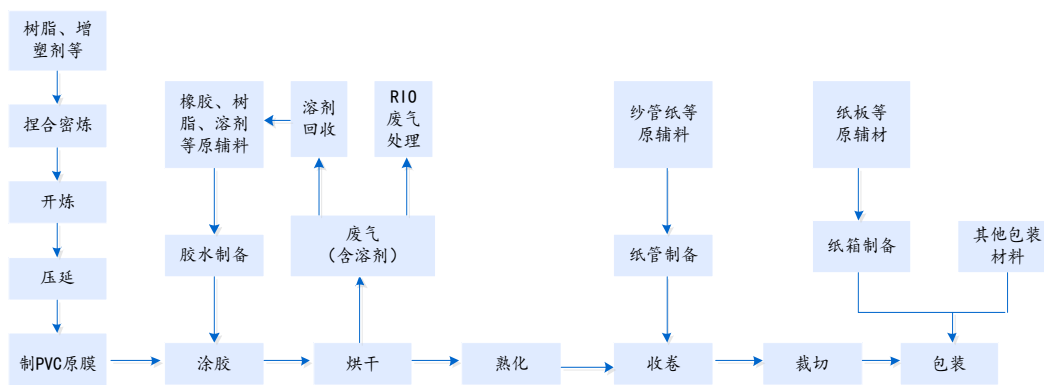 树脂、增
塑剂等
捏合密炼
开炼
压延
制PVC原膜
橡胶、树
脂、溶剂
等原辅料
溶剂
回收
RIO
废气
处理
胶水制备
废气
（含溶剂）
涂胶
烘干
熟化
纱管纸等
原辅料
纸管制备
收卷
裁切
纸板等
原辅材
纸箱制备
其他包装
材料
包装